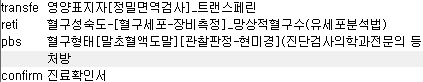 transfe 영양표지자[정밀면역검사]_트랜스페린
reti 혈구성숙도-[혈구세포-장비측정]_망상적혈구수(유세포분석법)
pbs 혈구형태[말초혈액도말][관찰판정-현미경](진단검사의학과전문의 등
처방
confirm 진료확인서